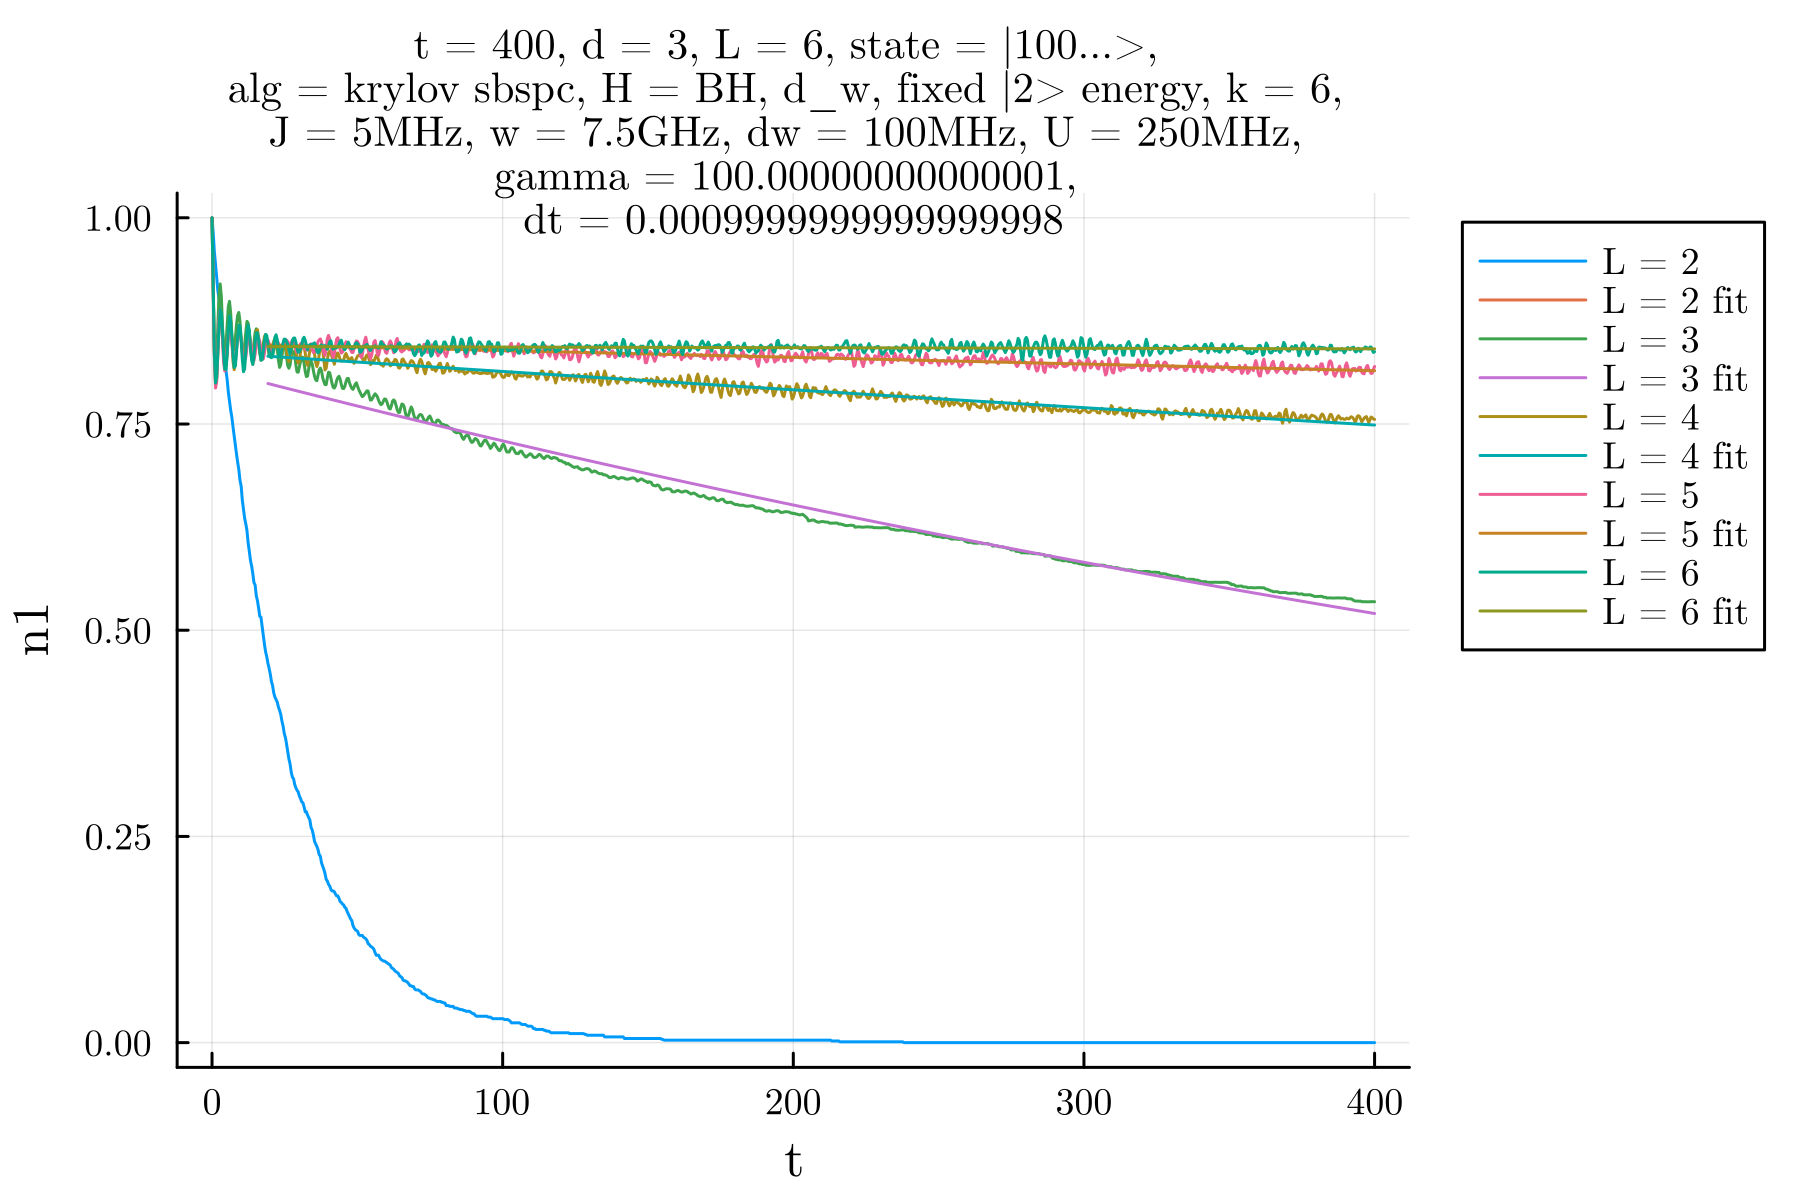 t = 400, d = 3, L = 6, state = |100...>,
alg = krylov sbspc, H = BH, d_w, fixed |2> energy, k = 6,
J = 5MHz, w = 7.5GHz, dw = 100MHz, U = 250MHz,
gamma = 100.00000000000001,
dt = 0.0009999999999999998
1.00
0.75
0.50
0.25
0.00
n1
0 100 200 300 400
t
L = 2
L = 2 fit
L = 3
L = 3 fit
L = 4
L = 4 fit
L = 5
L = 5 fit
L = 6
L = 6 fit